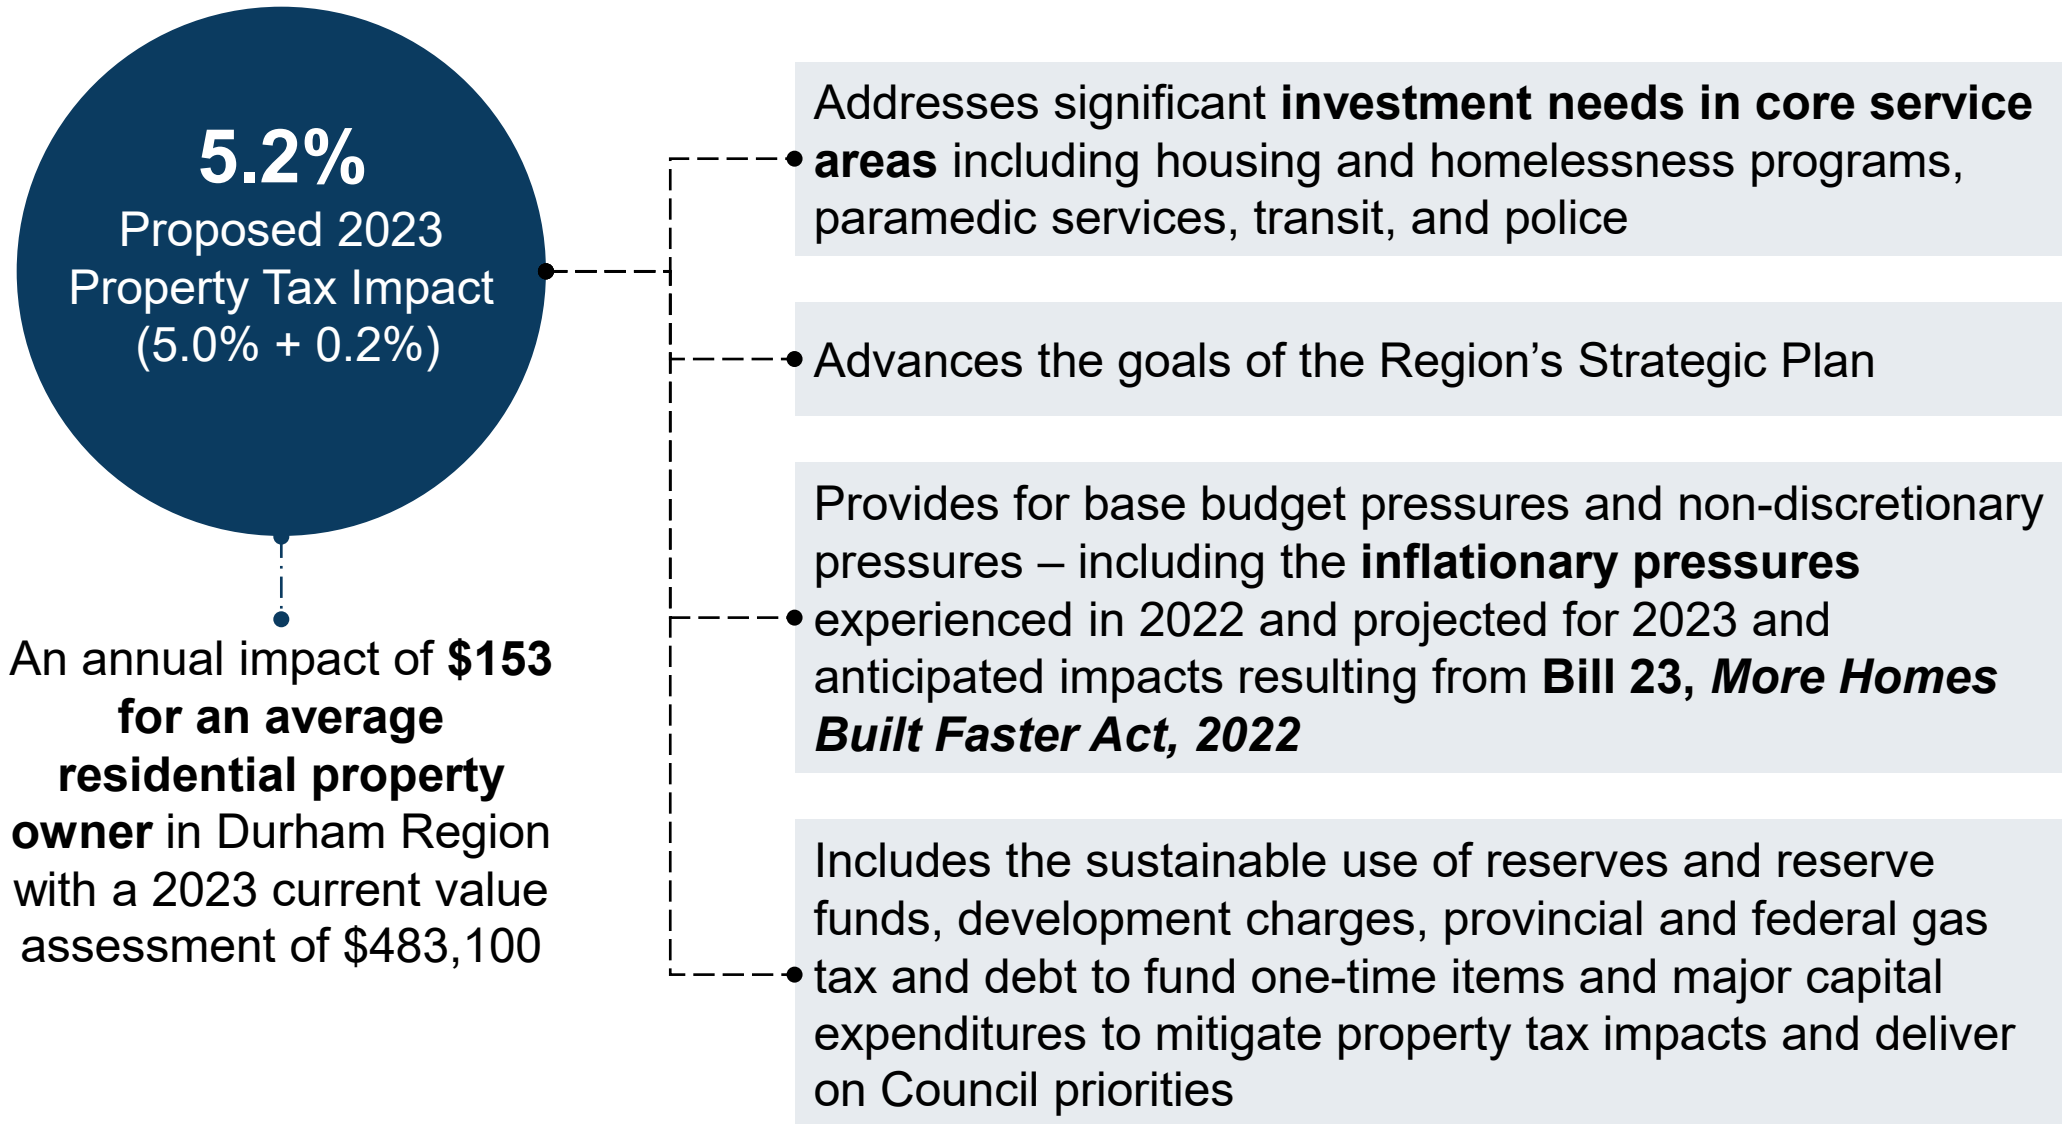 5.2%
Proposed 2023
Property Tax Impact
(5.0% + 0.2%)
An annual impact of $153
for an average
residential property
owner in Durham Region
with a 2023 current value
assessment of $483,100
Addresses significant investment needs in core service
areas including housing and homelessness programs,
paramedic services, transit, and police
Advances the goals of the Region’s Strategic Plan
Provides for base budget pressures and non-discretionary
pressures – including the inflationary pressures
experienced in 2022 and projected for 2023 and
anticipated impacts resulting from Bill 23, More Homes
Built Faster Act, 2022
Includes the sustainable use of reserves and reserve
funds, development charges, provincial and federal gas
tax and debt to fund one-time items and major capital
expenditures to mitigate property tax impacts and deliver
on Council priorities